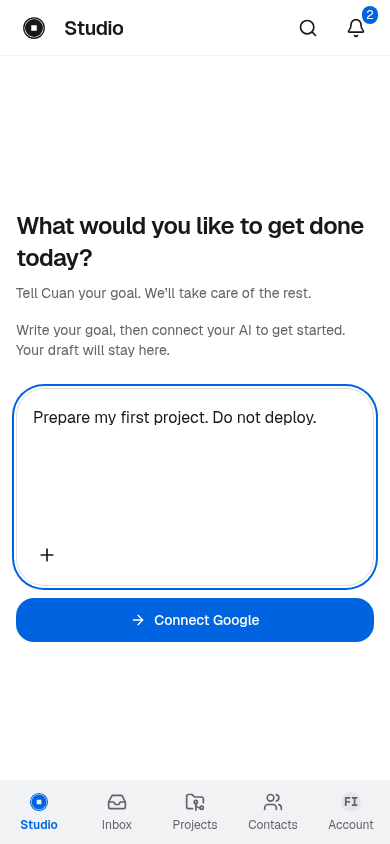 Studio
2
What would you like to get done
today?
Tell Cuan your goal. We’ll take care of the rest.
Write your goal, then connect your AI to get started.
Your draft will stay here.
Prepare my first project. Do not deploy.
Connect Google
FI
Studio
Inbox
Projects
Contacts
Account